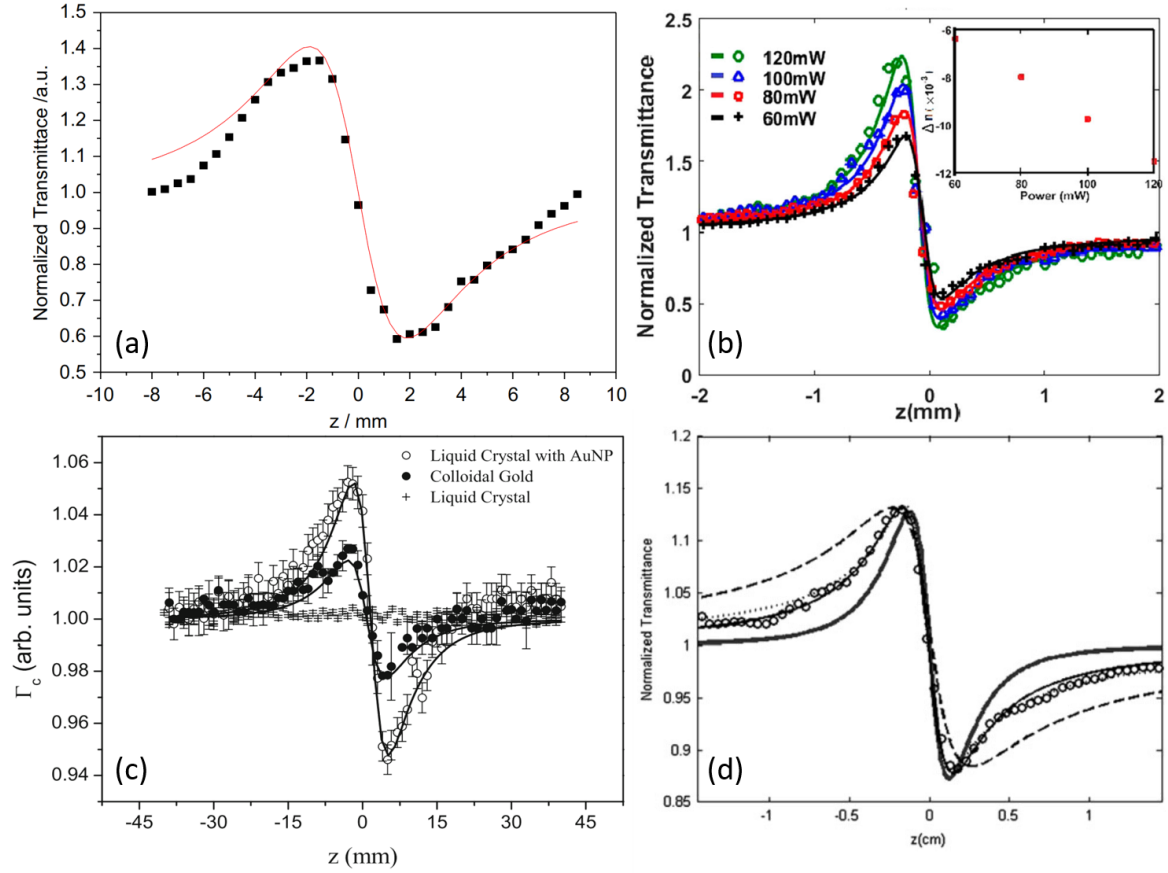 1.5
1.4
1.3
1.2
1.1
1.0
0.9
0.8
0.7
0.6
0.5
Normalized Transmittace /a.u.
(a)
-10 -8 -6 -4 -2 0 2 4 6 8 10
z / mm
2.5
2
1.5
1
0.5
0
Normalized Transmittance
120mW
100mW
80mW
60mW
-6
-8
-10
-12
Δn (×10⁻³)
60 80 100 120
Power (mW)
(b)
-2 -1 0 1 2
z(mm)
1.06
1.04
1.02
1.00
0.98
0.96
0.94
Γc (arb. units)
Liquid Crystal with AuNP
Colloidal Gold
Liquid Crystal
(c)
-45 -30 -15 0 15 30 45
z (mm)
1.2
1.15
1.1
1.05
1
0.95
0.9
0.85
Normalized Transmittance
(d)
-1 -0.5 0 0.5 1
z(cm)